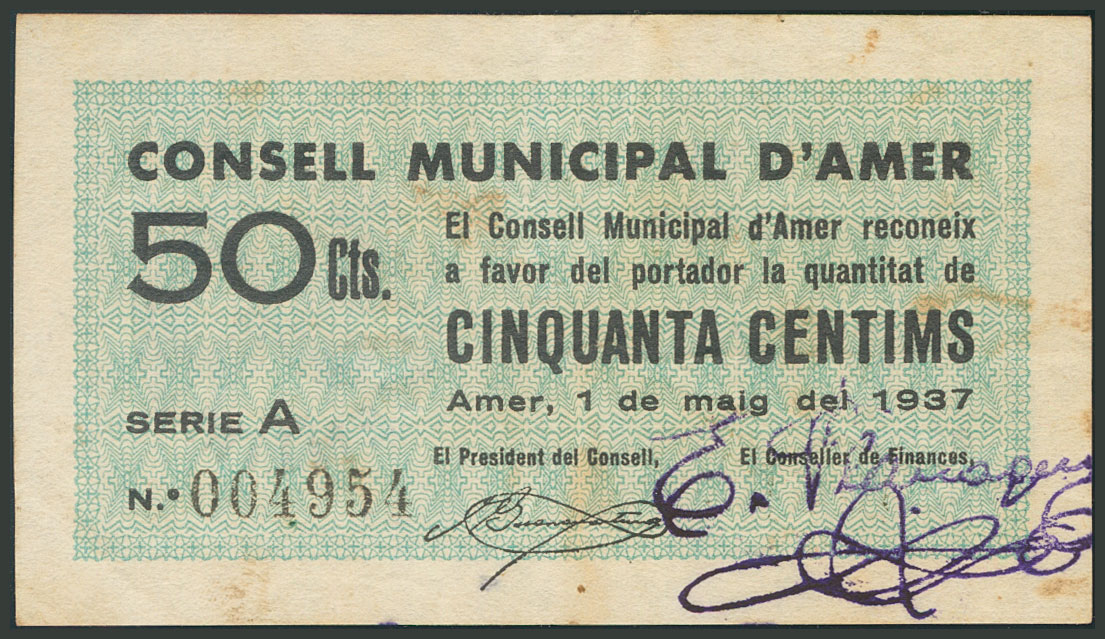 CONSELL MUNICIPAL D'AMER
50 Cts.
El Consell Municipal d'Amer reconeix
a favor del portador la quantitat de
CINQUANTA CENTIMS
Amer, 1 de maig del 1937
SERIE A
El President del Consell, El Conseller de Finances,
N.º 004954
E.